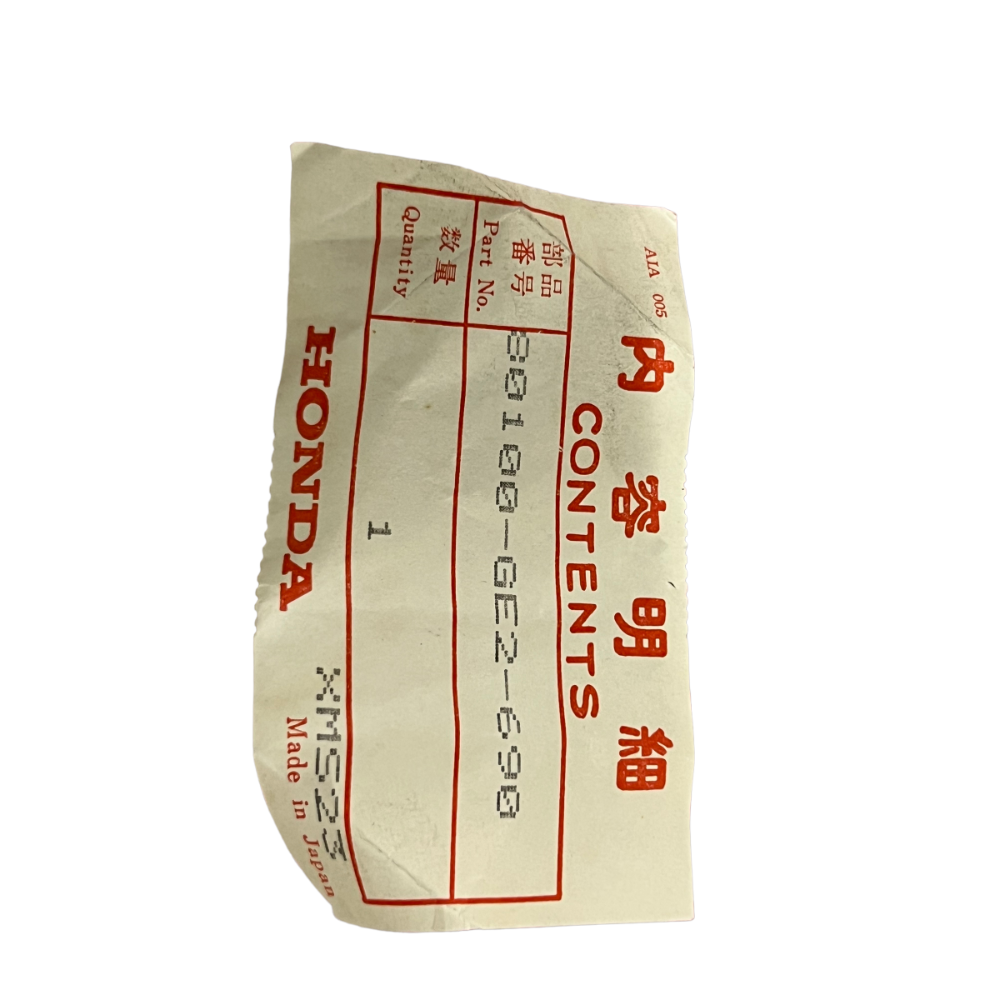 AIA 005
内容明細
CONTENTS
部品
番号
Part No.
80100-GE2-690
数量
Quantity
1
HONDA
XMS23
Made in Japan